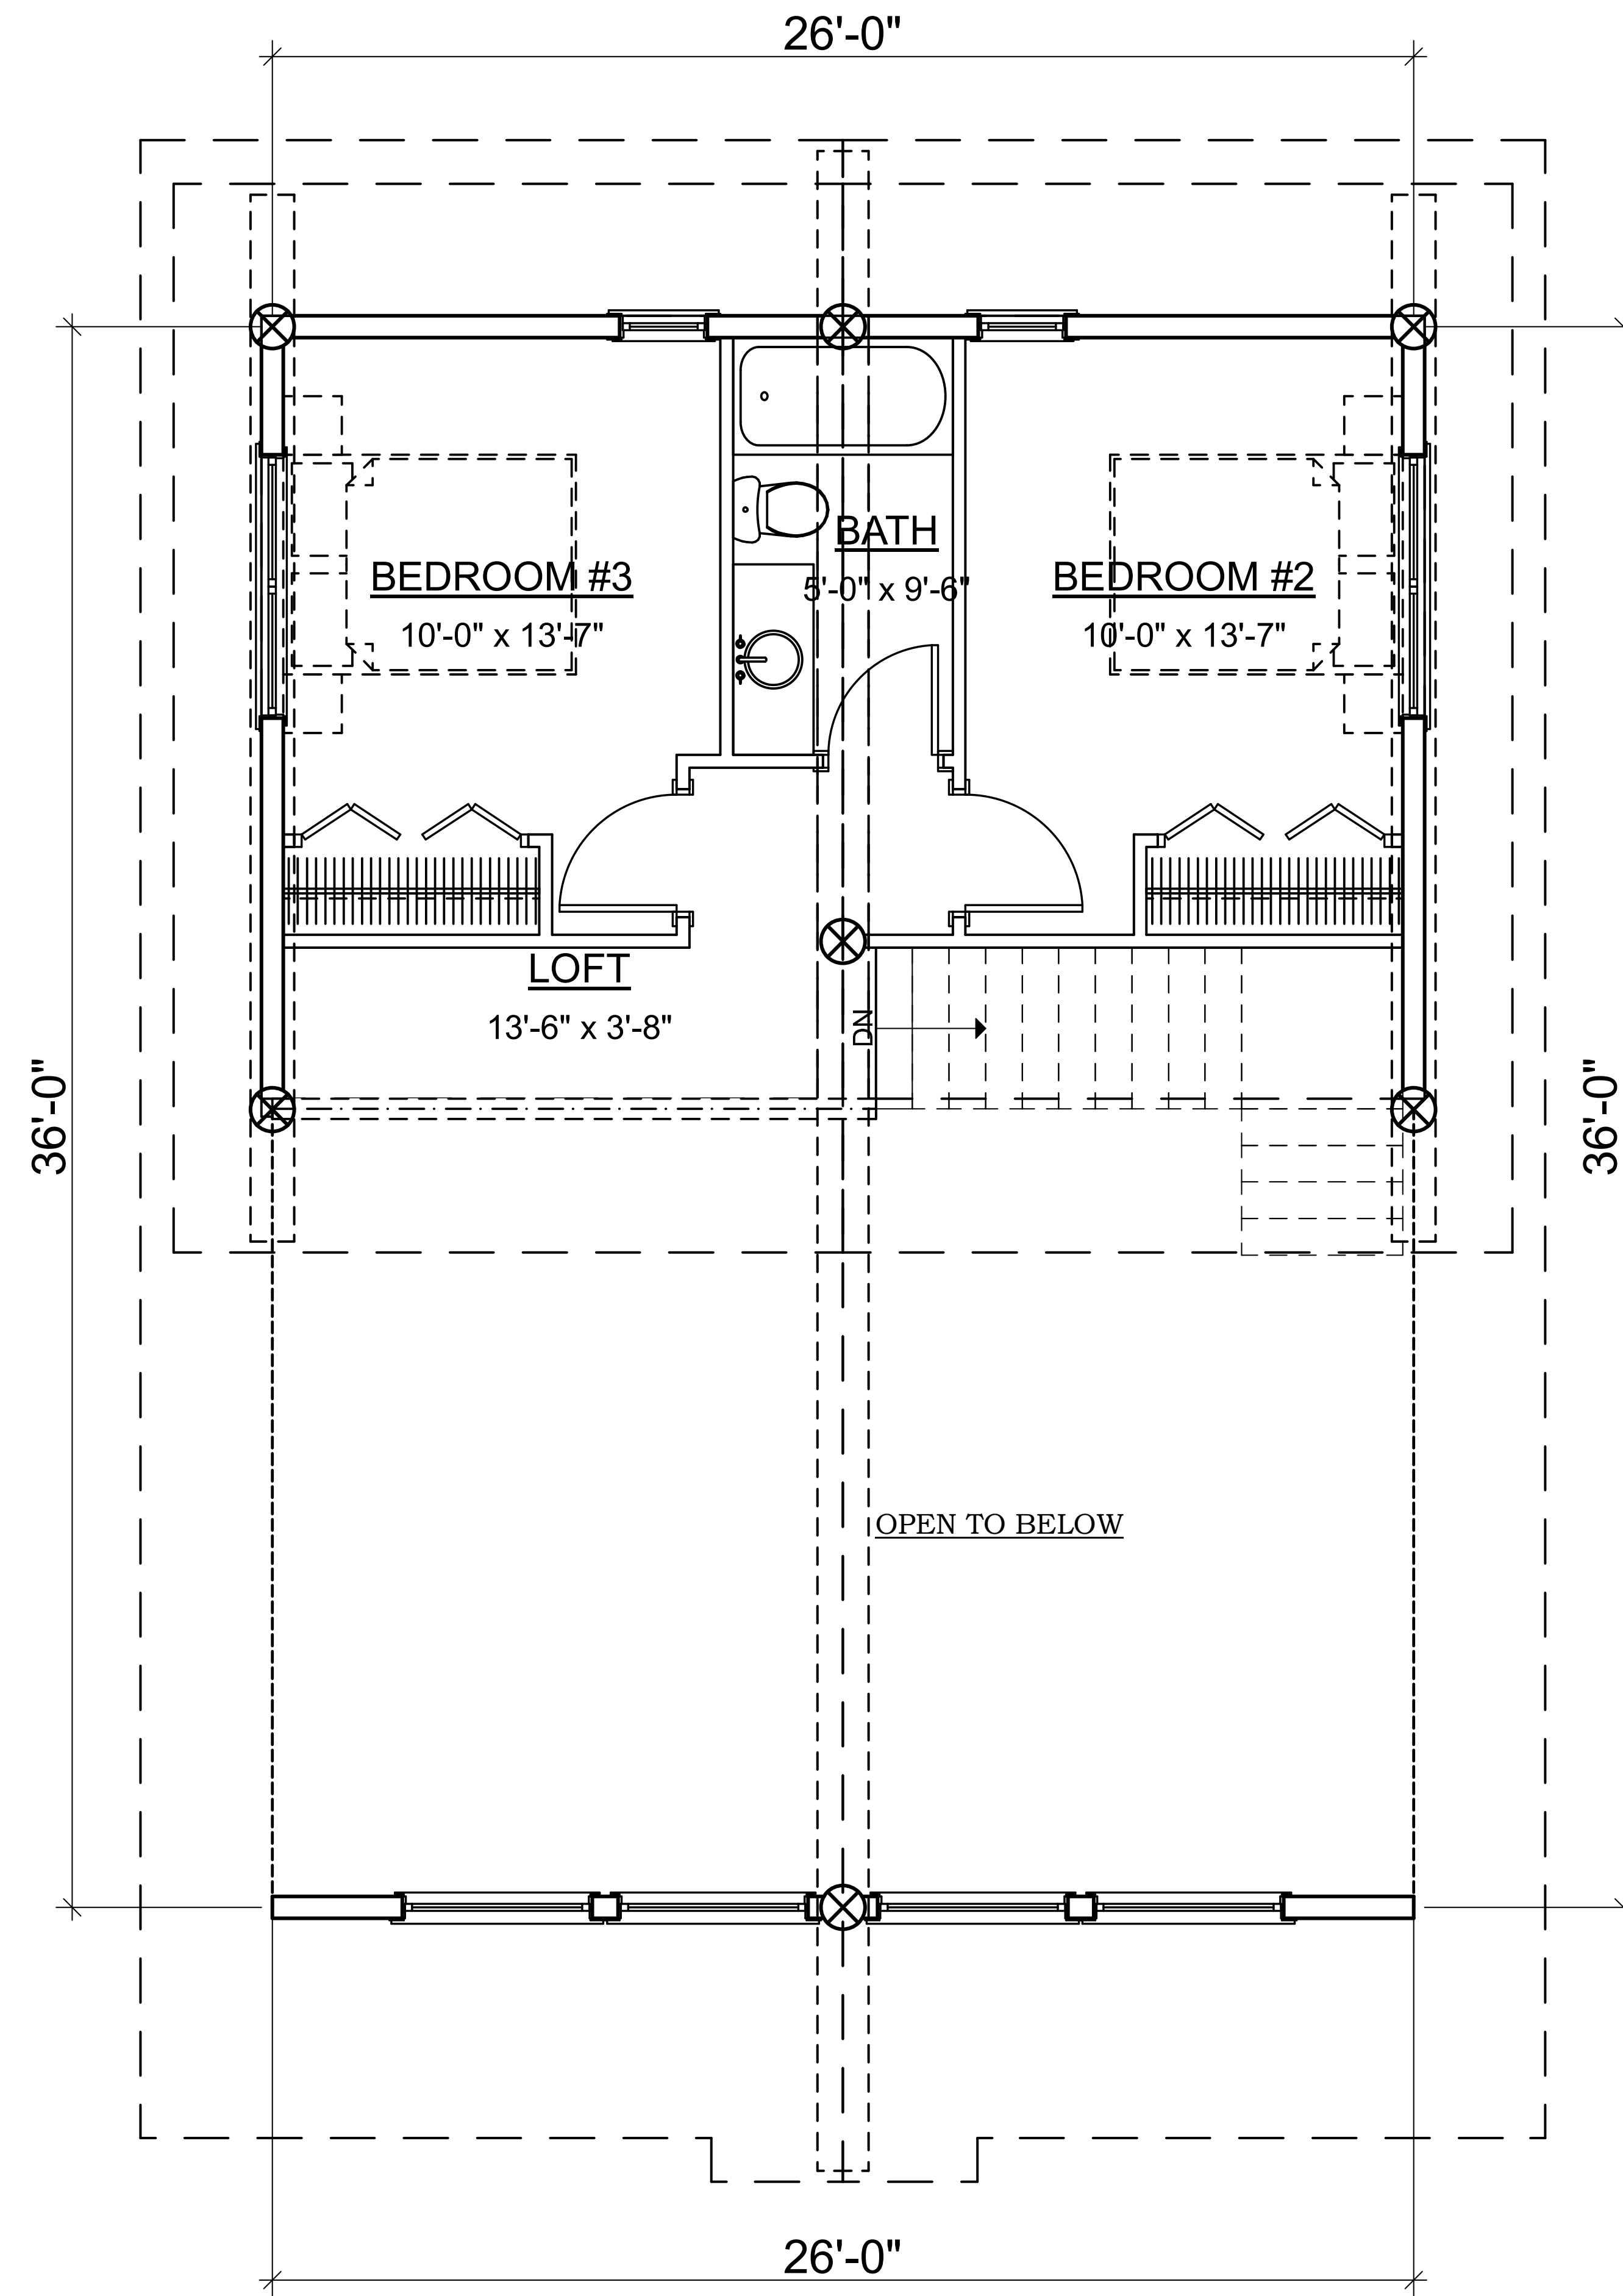 26'-0"
BATH
5'-0" x 9'-6"
BEDROOM #3
10'-0" x 13'-7"
BEDROOM #2
10'-0" x 13'-7"
LOFT
13'-6" x 3'-8"
DN
36'-0"
36'-0"
OPEN TO BELOW
26'-0"